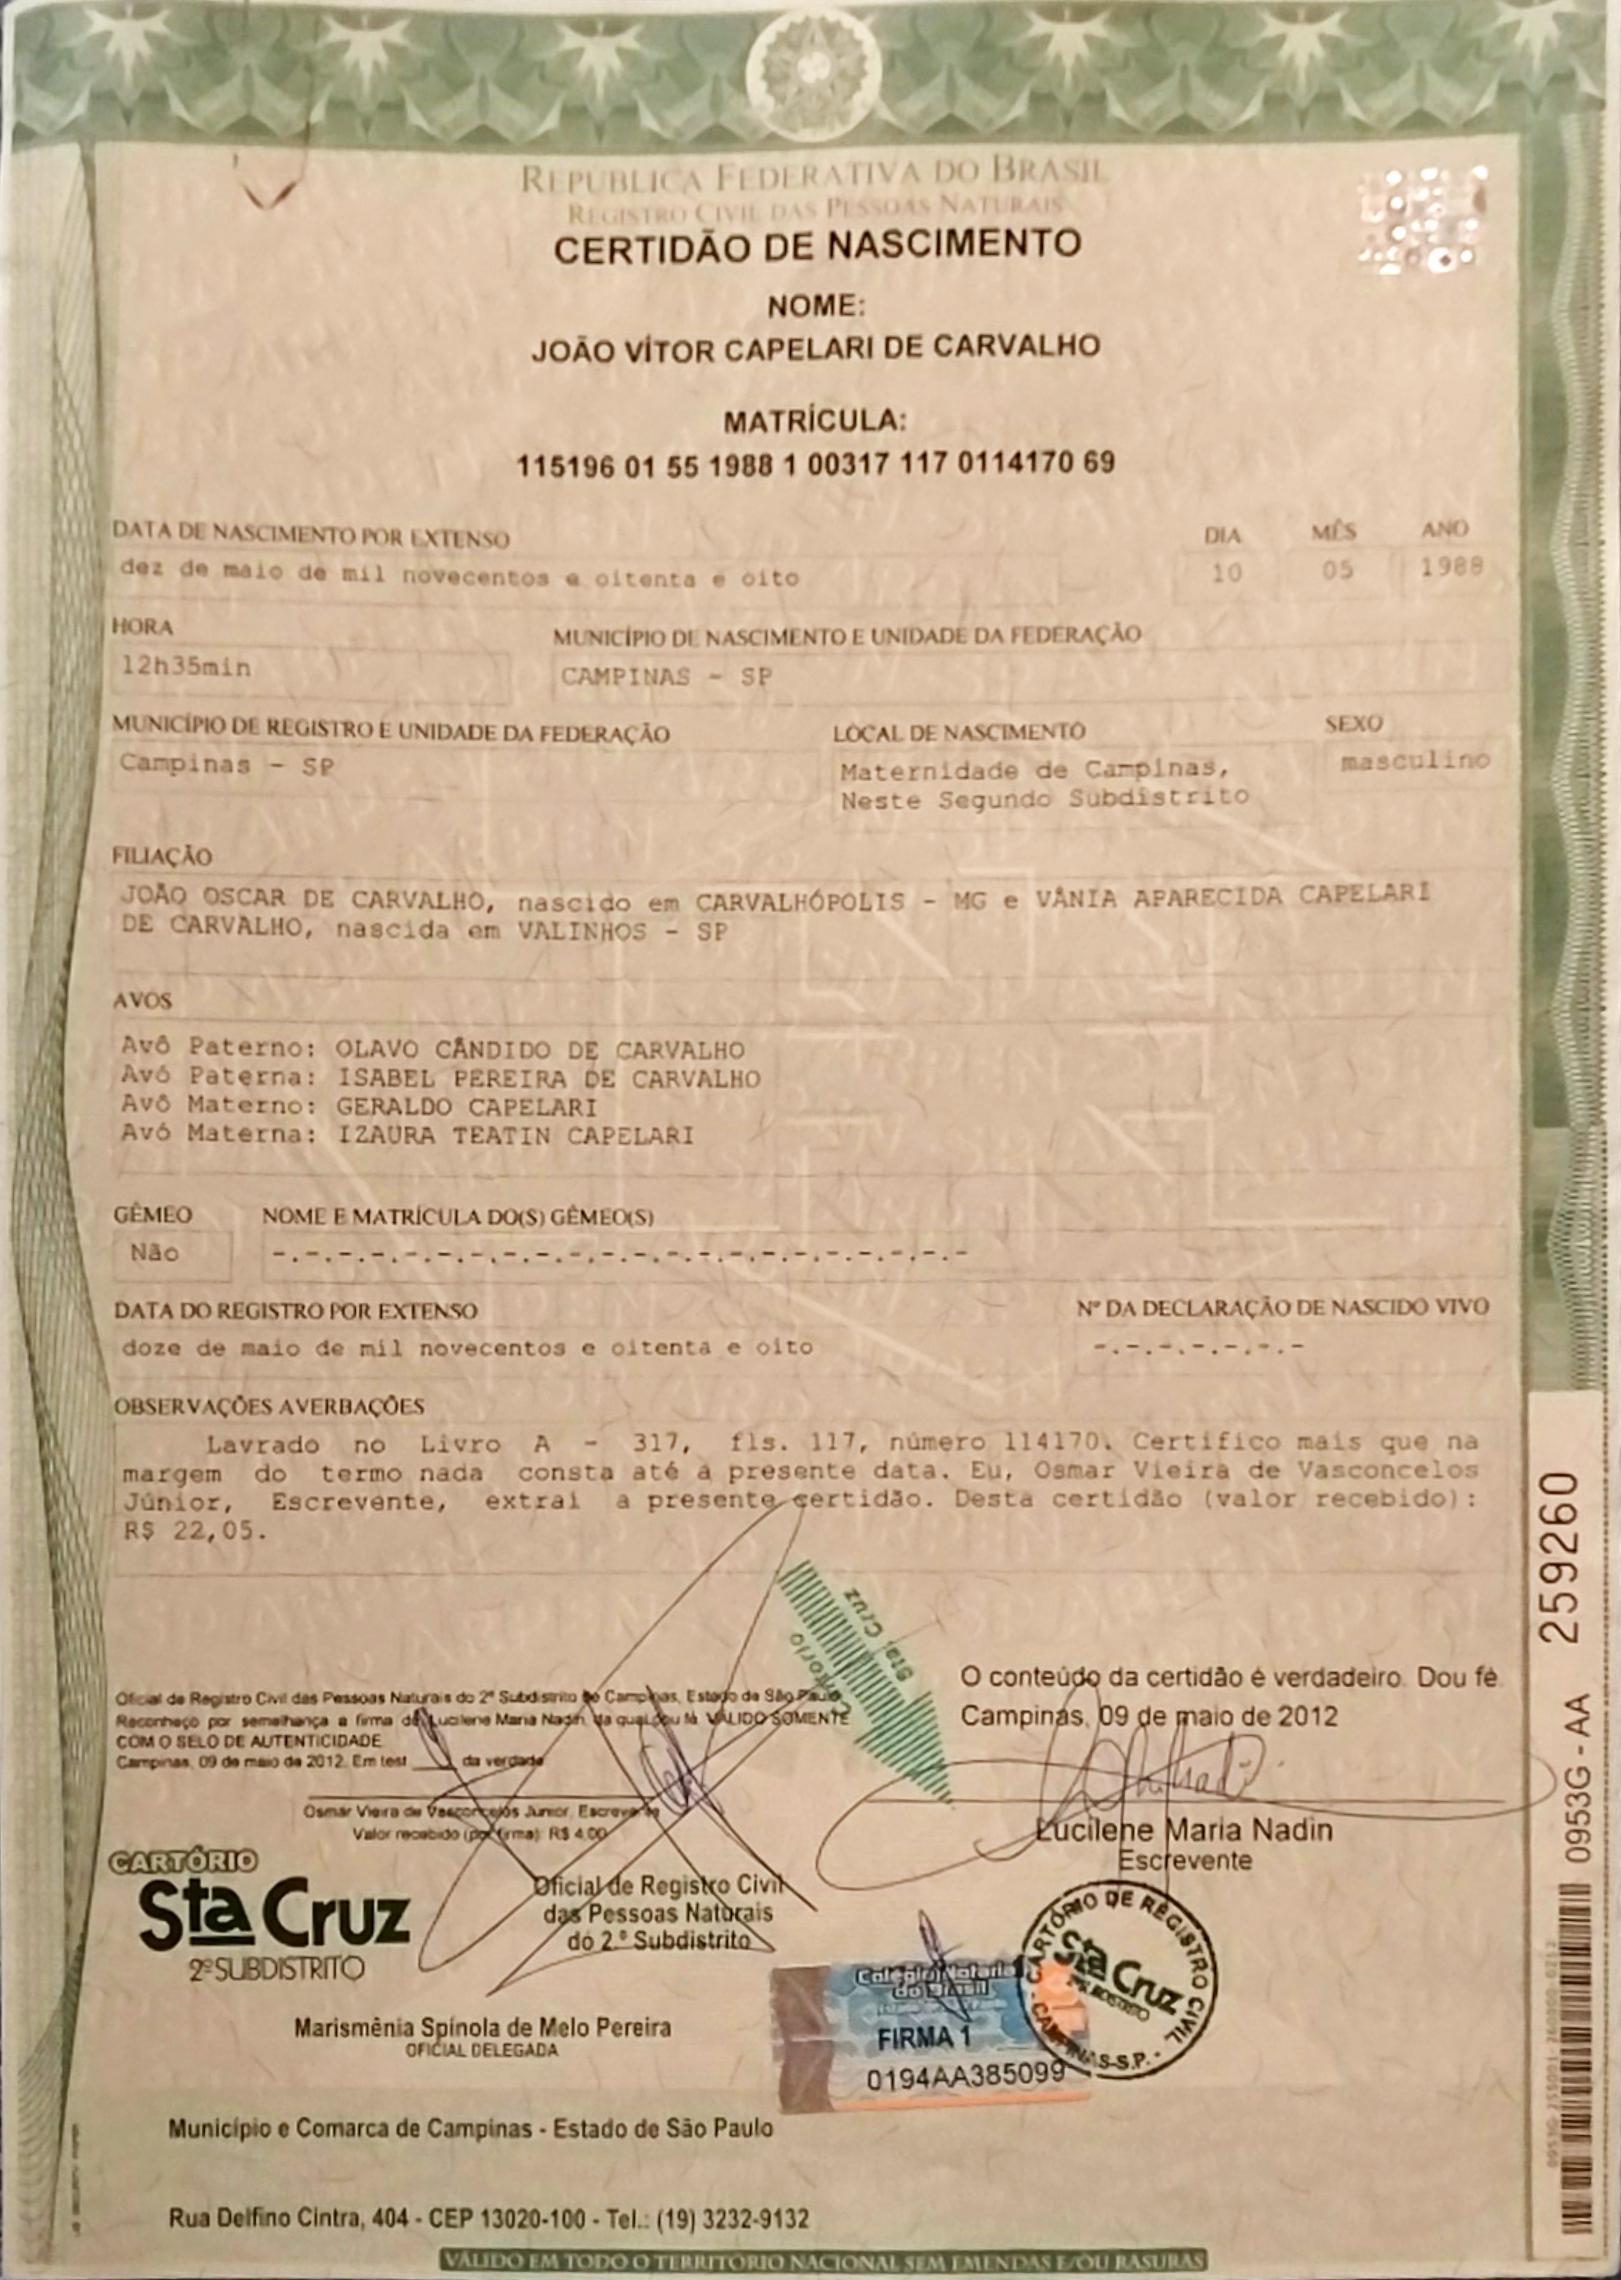 REPUBLICA FEDERATIVA DO BRASIL
REGISTRO CIVIL DAS PESSOAS NATURAIS
CERTIDÃO DE NASCIMENTO
NOME:
JOÃO VÍTOR CAPELARI DE CARVALHO
MATRÍCULA:
115196 01 55 1988 1 00317 117 0114170 69
DATA DE NASCIMENTO POR EXTENSO DIA MÊS ANO
dez de maio de mil novecentos e oitenta e oito 10 05 1988
HORA MUNICÍPIO DE NASCIMENTO E UNIDADE DA FEDERAÇÃO
12h35min CAMPINAS - SP
MUNICÍPIO DE REGISTRO E UNIDADE DA FEDERAÇÃO LOCAL DE NASCIMENTO SEXO
Campinas - SP Maternidade de Campinas, masculino
Neste Segundo Subdistrito
FILIAÇÃO
JOÃO OSCAR DE CARVALHO, nascido em CARVALHÓPOLIS - MG e VÂNIA APARECIDA CAPELARI
DE CARVALHO, nascida em VALINHOS - SP
AVOS
Avô Paterno: OLAVO CÂNDIDO DE CARVALHO
Avó Paterna: ISABEL PEREIRA DE CARVALHO
Avô Materno: GERALDO CAPELARI
Avó Materna: IZAURA TEATIN CAPELARI
GÊMEO NOME E MATRÍCULA DO(S) GÊMEO(S)
Não -.-.-.-.-.-.-.-.-.-.-.-.-.-.-.-.-.-.-.-.-.-
DATA DO REGISTRO POR EXTENSO Nº DA DECLARAÇÃO DE NASCIDO VIVO
doze de maio de mil novecentos e oitenta e oito -.-.-.-.-.-.-
OBSERVAÇÕES AVERBAÇÕES
Lavrado no Livro A - 317, fls. 117, número 114170. Certifico mais que na
margem do termo nada consta até a presente data. Eu, Osmar Vieira de Vasconcelos
Júnior, Escrevente, extraí a presente certidão. Desta certidão (valor recebido):
R$ 22,05.
Sta. Cruz
O conteúdo da certidão é verdadeiro. Dou fé.
Campinas, 09 de maio de 2012
Lucilene Maria Nadin
Escrevente
Oficial de Registro Civil das Pessoas Naturais do 2º Subdistrito de Campinas, Estado de São Paulo
Reconheço por semelhança a firma de Lucilene Maria Nadin, da qual dou fé. VÁLIDO SOMENTE
COM O SELO DE AUTENTICIDADE
Campinas, 09 de maio de 2012. Em test ____ da verdade
Osmar Vieira de Vasconcelos Junior, Escrevente
Valor recebido (por firma): R$ 4,00
CARTÓRIO
Sta Cruz
2º SUBDISTRITO
Oficial de Registro Civil
das Pessoas Naturais
do 2.º Subdistrito
Marismênia Spínola de Melo Pereira
OFICIAL DELEGADA
Colégio Notarial
do Brasil
FIRMA 1
0194AA385099
CARTÓRIO DE REGISTRO CIVIL
Sta Cruz
CAMPINAS-S.P.
Município e Comarca de Campinas - Estado de São Paulo
Rua Delfino Cintra, 404 - CEP 13020-100 - Tel.: (19) 3232-9132
VÁLIDO EM TODO O TERRITÓRIO NACIONAL SEM EMENDAS E/OU RASURAS
0953G - AA 259260